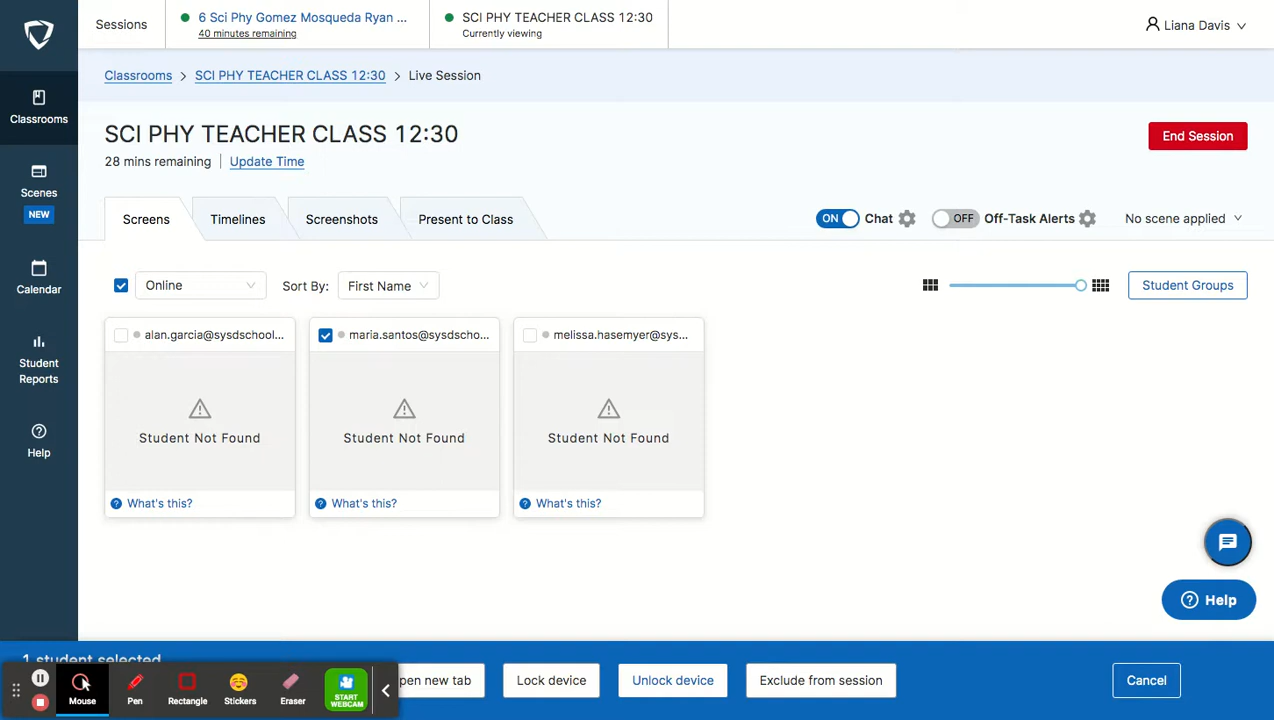 Sessions
6 Sci Phy Gomez Mosqueda Ryan ...
40 minutes remaining
SCI PHY TEACHER CLASS 12:30
Currently viewing
Liana Davis
Classrooms > SCI PHY TEACHER CLASS 12:30 > Live Session
Classrooms
Scenes
NEW
Calendar
Student
Reports
Help
SCI PHY TEACHER CLASS 12:30
28 mins remaining | Update Time
End Session
Screens
Timelines
Screenshots
Present to Class
ON Chat
OFF Off-Task Alerts
No scene applied
Online
Sort By: First Name
Student Groups
alan.garcia@sysdschool...
Student Not Found
What's this?
maria.santos@sysdscho...
Student Not Found
What's this?
melissa.hasemyer@sys...
Student Not Found
What's this?
Help
1 student selected
pen new tab
Lock device
Unlock device
Exclude from session
Cancel
Mouse
Pen
Rectangle
Stickers
Eraser
START
WEBCAM